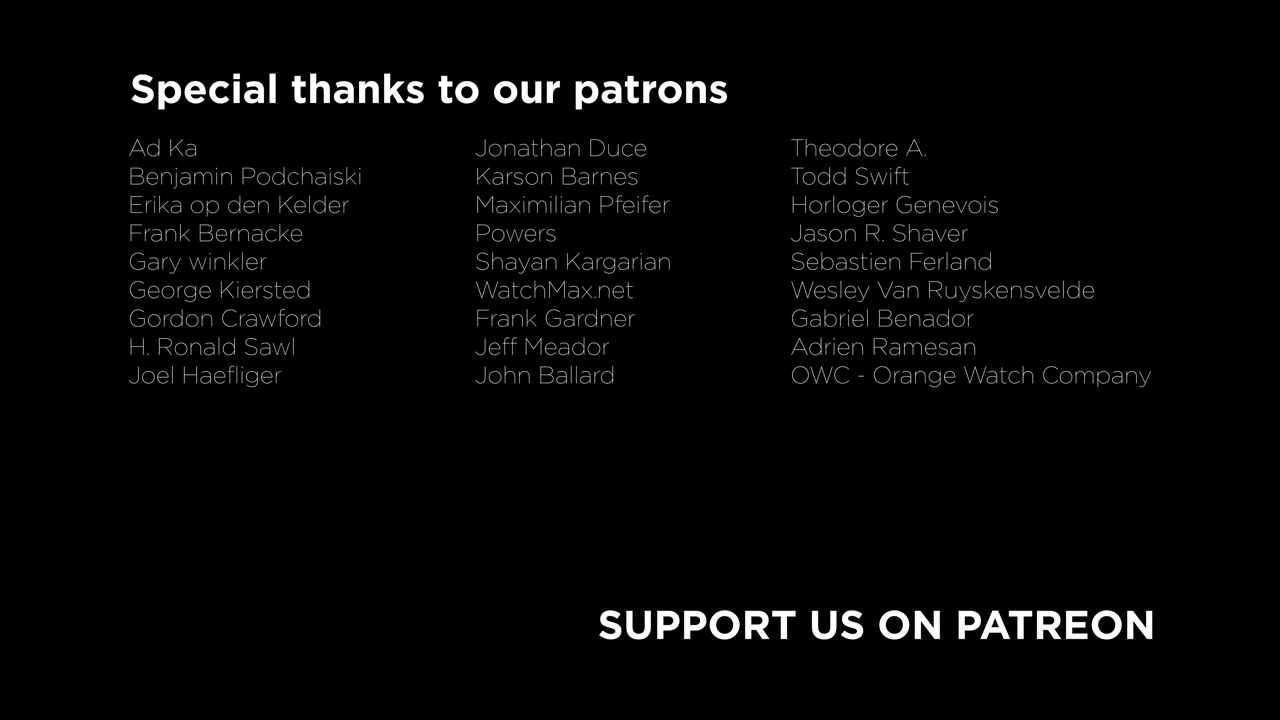 Special thanks to our patrons
Ad Ka
Benjamin Podchaiski
Erika op den Kelder
Frank Bernacke
Gary winkler
George Kiersted
Gordon Crawford
H. Ronald Sawl
Joel Haefliger
Jonathan Duce
Karson Barnes
Maximilian Pfeifer
Powers
Shayan Kargarian
WatchMax.net
Frank Gardner
Jeff Meador
John Ballard
Theodore A.
Todd Swift
Horloger Genevois
Jason R. Shaver
Sebastien Ferland
Wesley Van Ruyskensvelde
Gabriel Benador
Adrien Ramesan
OWC - Orange Watch Company
SUPPORT US ON PATREON